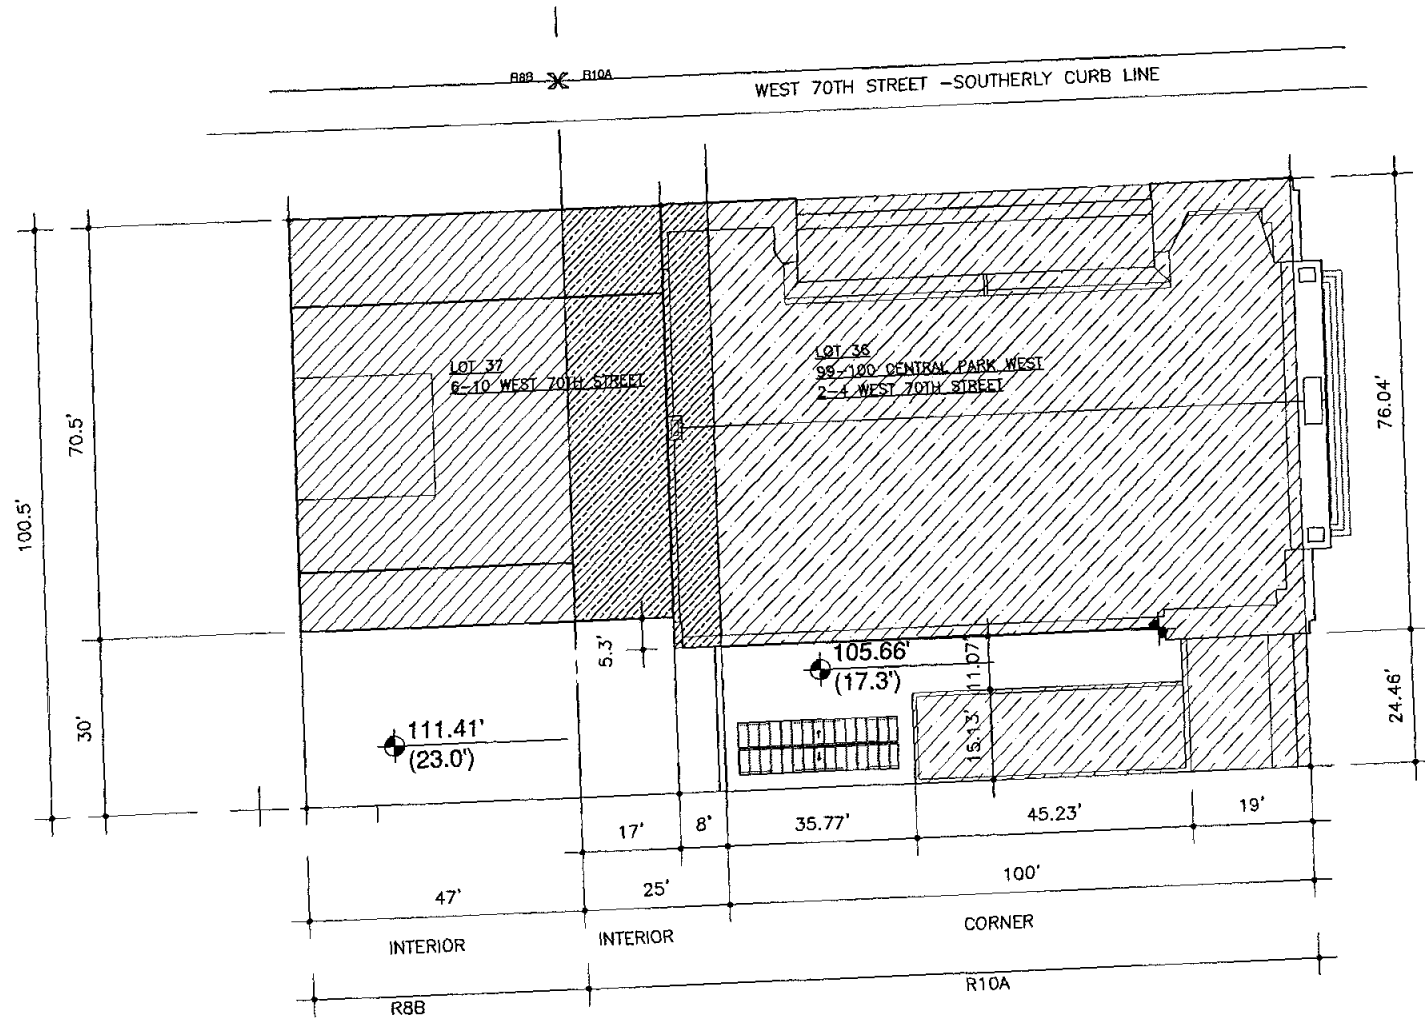 R8B R10A
WEST 70TH STREET -SOUTHERLY CURB LINE
LOT 37
6-10 WEST 70TH STREET
LOT 36
99-100 CENTRAL PARK WEST
2-4 WEST 70TH STREET
100.5'
70.5'
30'
76.04'
24.46'
5.3'
105.66'
(17.3')
11.07'
15.13'
111.41'
(23.0')
17' 8' 35.77' 45.23' 19'
47' 25' 100'
INTERIOR INTERIOR CORNER
R8B R10A